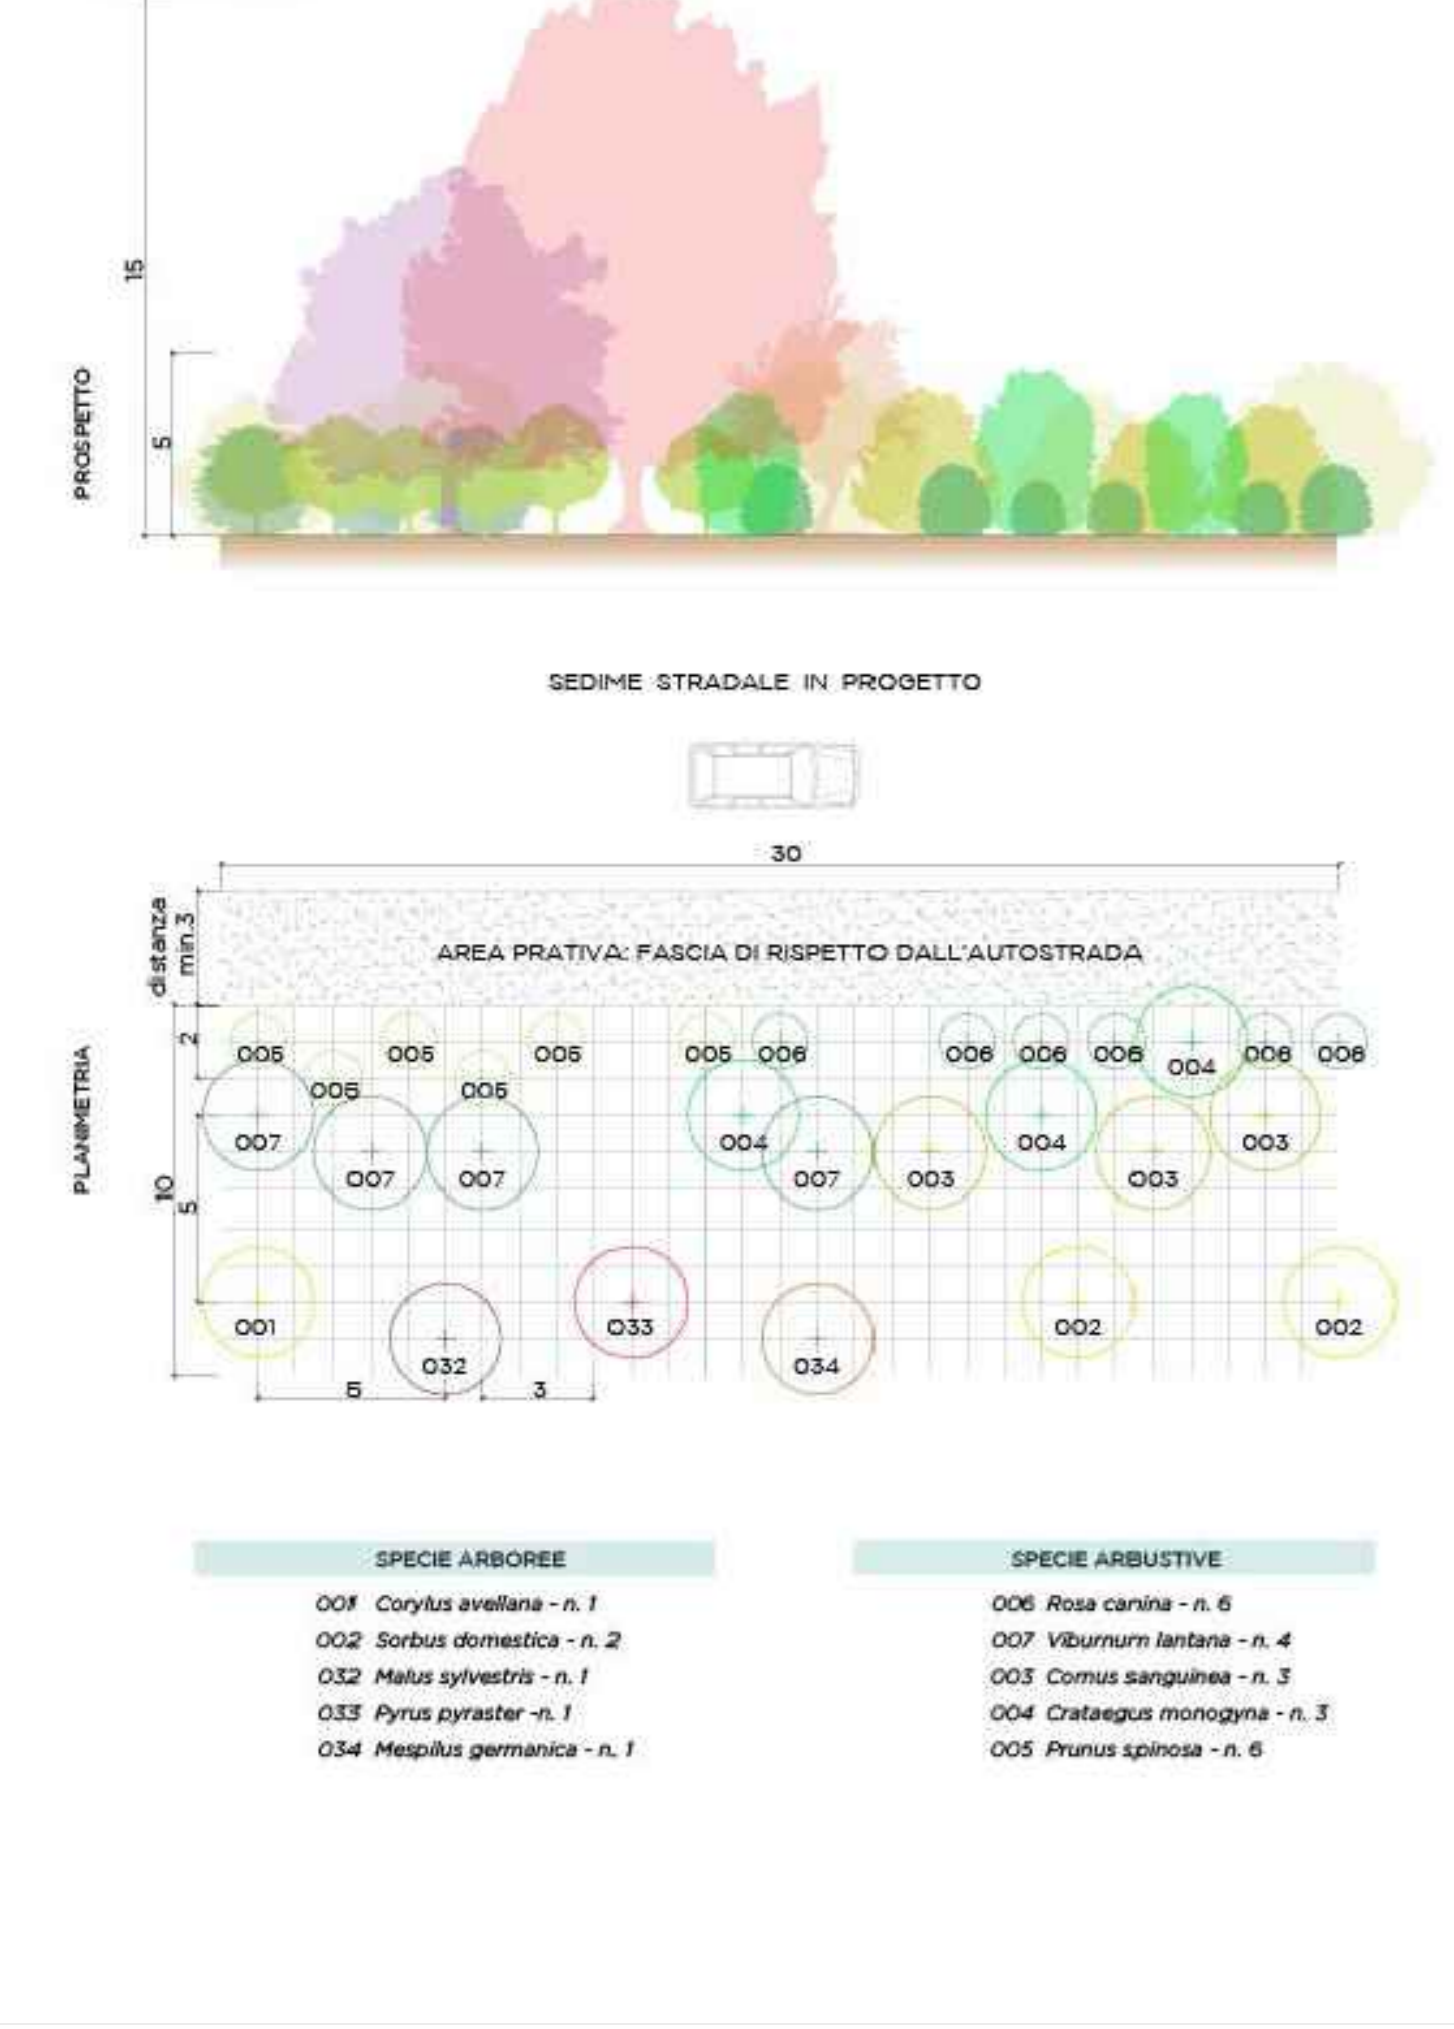 15
5
PROSPETTO
SEDIME STRADALE IN PROGETTO
30
distanza
min.3
AREA PRATIVA: FASCIA DI RISPETTO DALL'AUTOSTRADA
PLANIMETRIA
2
10
5
005 005 005 005 006 006 006 006 004 006 006
005 005
007 004 004 003
007 007 007 003 003
001 033 002 002
032 034
5 3
SPECIE ARBOREE
001 Corylus avellana - n. 1
002 Sorbus domestica - n. 2
032 Malus sylvestris - n. 1
033 Pyrus pyraster -n. 1
034 Mespilus germanica - n. 1
SPECIE ARBUSTIVE
006 Rosa canina - n. 6
007 Viburnum lantana - n. 4
003 Cornus sanguinea - n. 3
004 Crataegus monogyna - n. 3
005 Prunus spinosa - n. 6